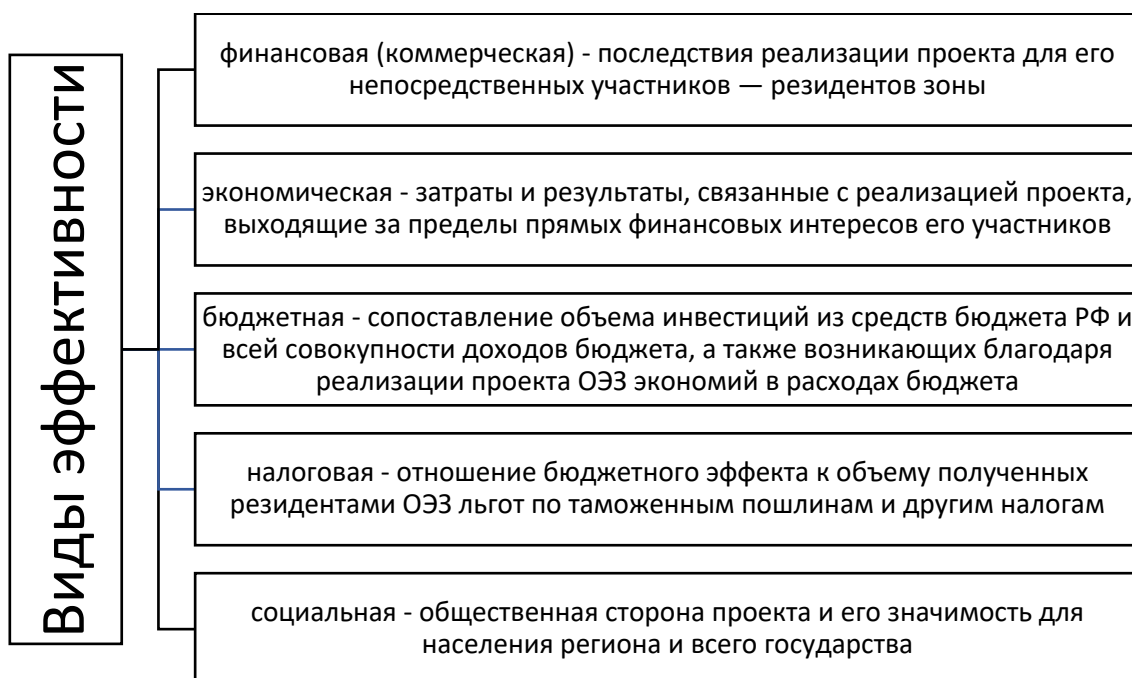 Виды эффективности
финансовая (коммерческая) - последствия реализации проекта для его
непосредственных участников — резидентов зоны
экономическая - затраты и результаты, связанные с реализацией проекта,
выходящие за пределы прямых финансовых интересов его участников
бюджетная - сопоставление объема инвестиций из средств бюджета РФ и
всей совокупности доходов бюджета, а также возникающих благодаря
реализации проекта ОЭЗ экономий в расходах бюджета
налоговая - отношение бюджетного эффекта к объему полученных
резидентами ОЭЗ льгот по таможенным пошлинам и другим налогам
социальная - общественная сторона проекта и его значимость для
населения региона и всего государства